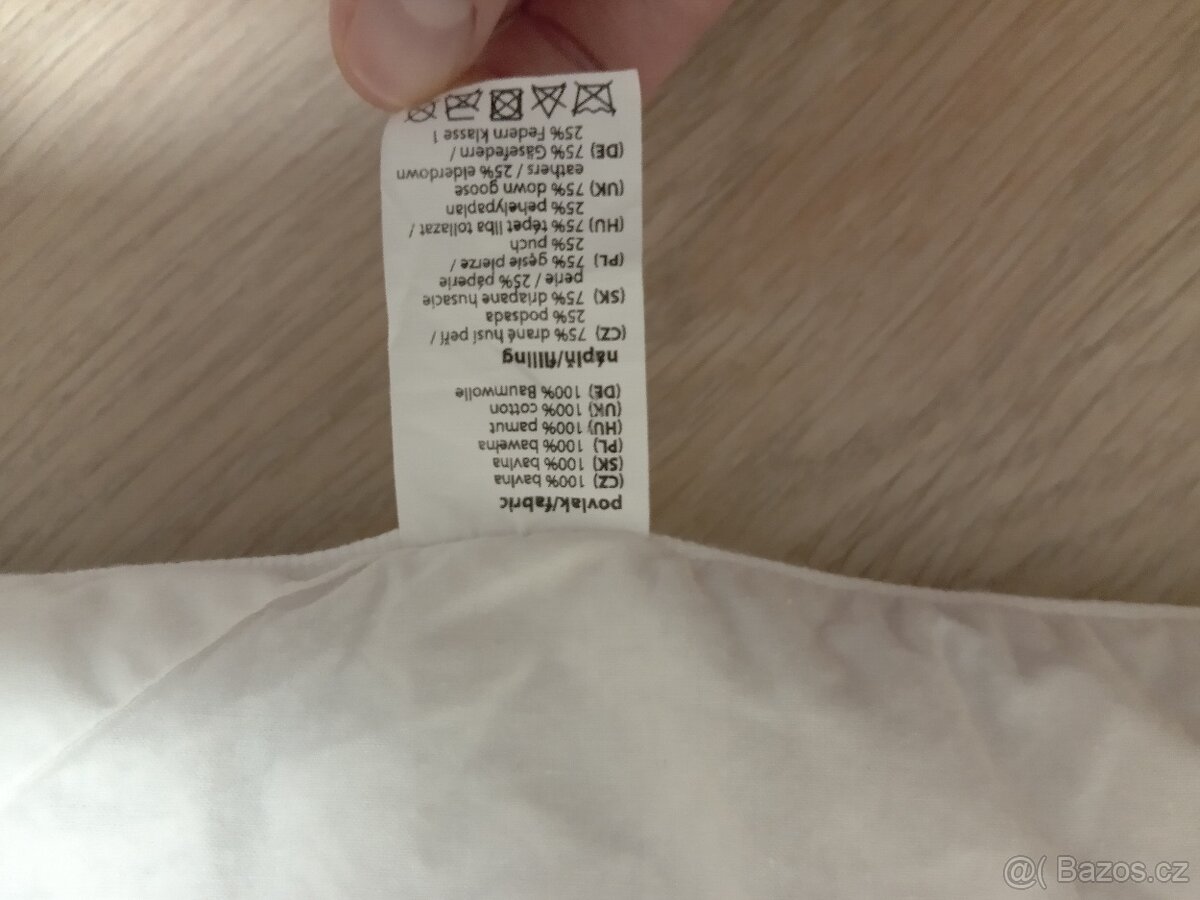 povlak/fabric
(CZ) 100% bavlna
(SK) 100% bavlna
(PL) 100% bawełna
(HU) 100% pamut
(UK) 100% cotton
(DE) 100% Baumwolle
náplň/filling
(CZ) 75% drané husí peří /
25% podsada
(SK) 75% driapane husacie
perie / 25% páperie
(PL) 75% gęsie pierze /
25% puch
(HU) 75% tépet liba tollazat /
25% pehelypaplan
(UK) 75% down goose
eathers / 25% elderdown
(DE) 75% Gäsefedern /
25% Federn klasse 1
@( Bazos.cz